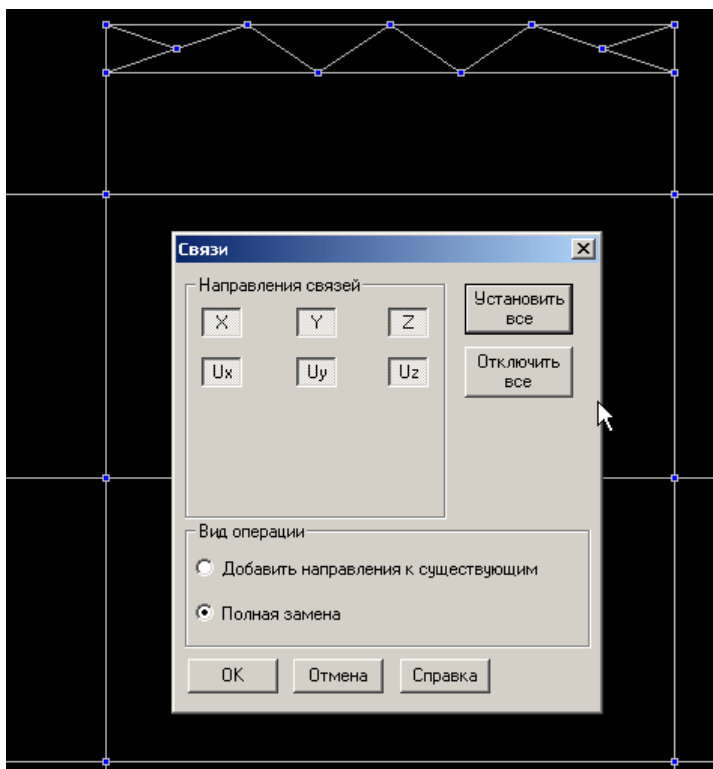 Связи
Направления связей
X Y Z
Ux Uy Uz
Установить
все
Отключить
все
Вид операции
Добавить направления к существующим
Полная замена
OK Отмена Справка